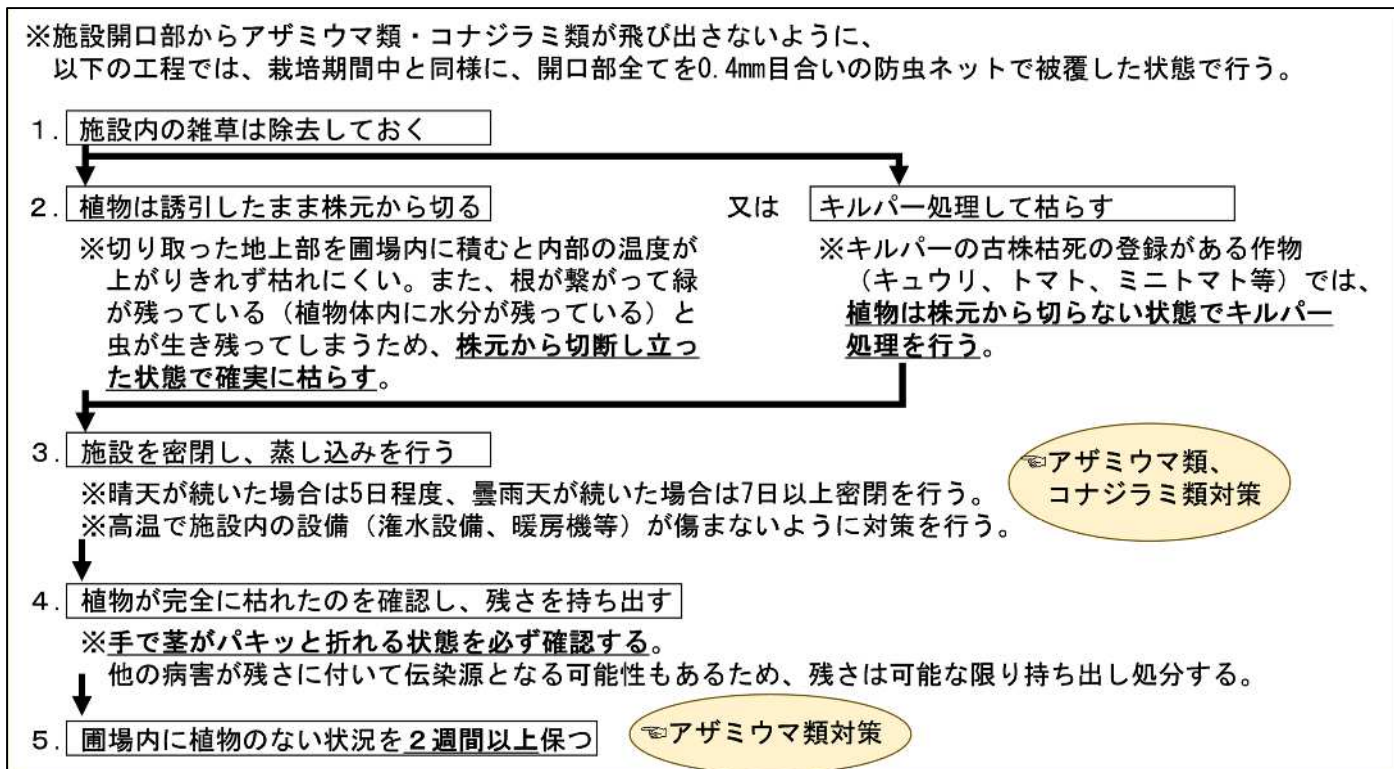 ※施設開口部からアザミウマ類・コナジラミ類が飛び出さないように、
以下の工程では、栽培期間中と同様に、開口部全てを0.4mm目合いの防虫ネットで被覆した状態で行う。
1. 施設内の雑草は除去しておく
2. 植物は誘引したまま株元から切る
※切り取った地上部を圃場内に積むと内部の温度が
上がりきれず枯れにくい。また、根が繋がって緑
が残っている（植物体内に水分が残っている）と
虫が生き残ってしまうため、株元から切断し立っ
た状態で確実に枯らす。
又は
キルパー処理して枯らす
※キルパーの古株枯死の登録がある作物
（キュウリ、トマト、ミニトマト等）では、
植物は株元から切らない状態でキルパー
処理を行う。
3. 施設を密閉し、蒸し込みを行う
※晴天が続いた場合は5日程度、曇雨天が続いた場合は7日以上密閉を行う。
※高温で施設内の設備（潅水設備、暖房機等）が傷まないように対策を行う。
☜アザミウマ類、
コナジラミ類対策
4. 植物が完全に枯れたのを確認し、残さを持ち出す
※手で茎がパキッと折れる状態を必ず確認する。
他の病害が残さに付いて伝染源となる可能性もあるため、残さは可能な限り持ち出し処分する。
5. 圃場内に植物のない状況を２週間以上保つ
☜アザミウマ類対策